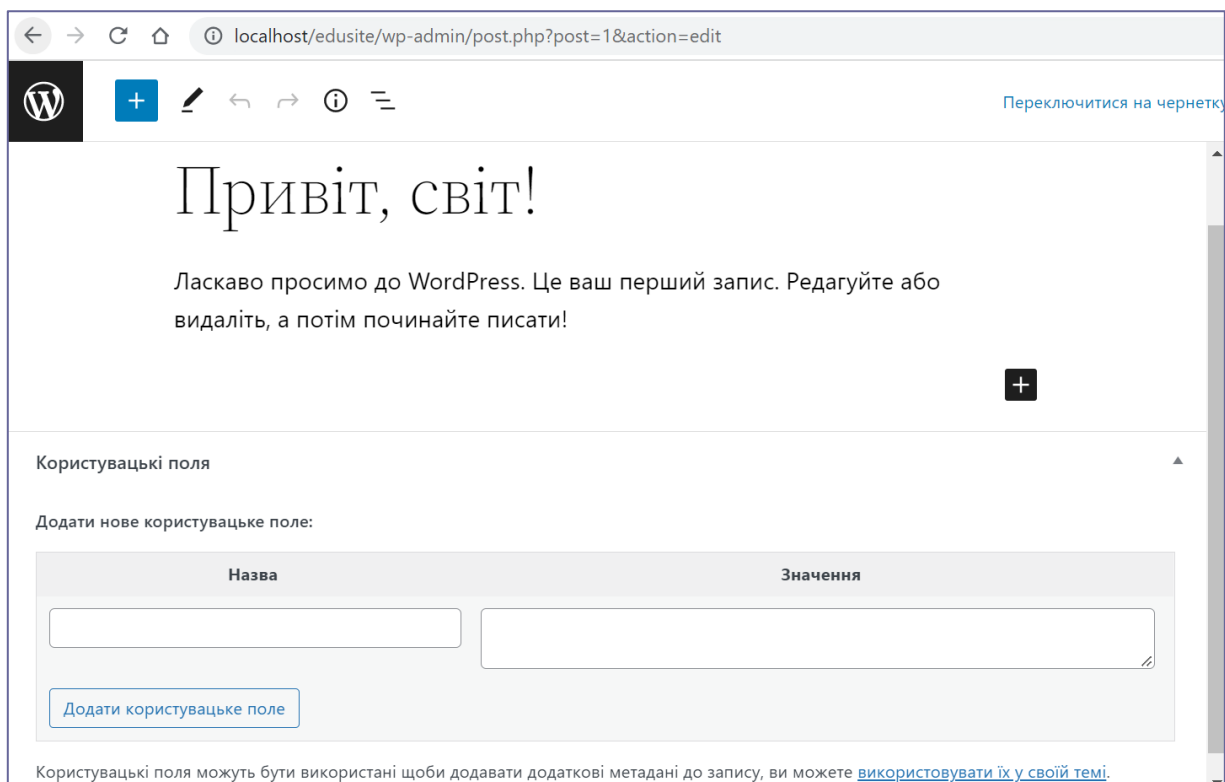 localhost/edusite/wp-admin/post.php?post=1&action=edit
Переключитися на чернетку
Привіт, світ!
Ласкаво просимо до WordPress. Це ваш перший запис. Редагуйте або
видаліть, а потім починайте писати!
Користувацькі поля
Додати нове користувацьке поле:
Назва Значення
Додати користувацьке поле
Користувацькі поля можуть бути використані щоби додавати додаткові метадані до запису, ви можете використовувати їх у своїй темі.